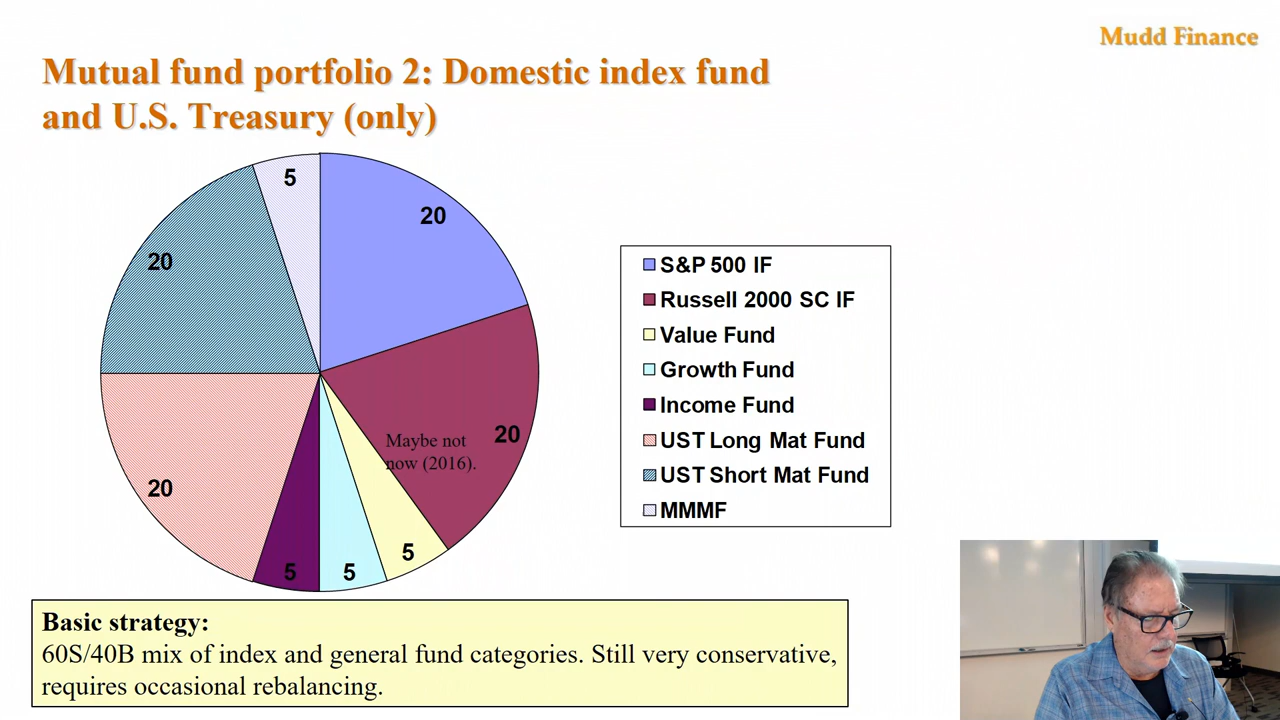 Mudd Finance
Mutual fund portfolio 2: Domestic index fund
and U.S. Treasury (only)
5
20
20
20
20
5
5
5
Maybe not
now (2016).
S&P 500 IF
Russell 2000 SC IF
Value Fund
Growth Fund
Income Fund
UST Long Mat Fund
UST Short Mat Fund
MMMF
Basic strategy:
60S/40B mix of index and general fund categories. Still very conservative,
requires occasional rebalancing.